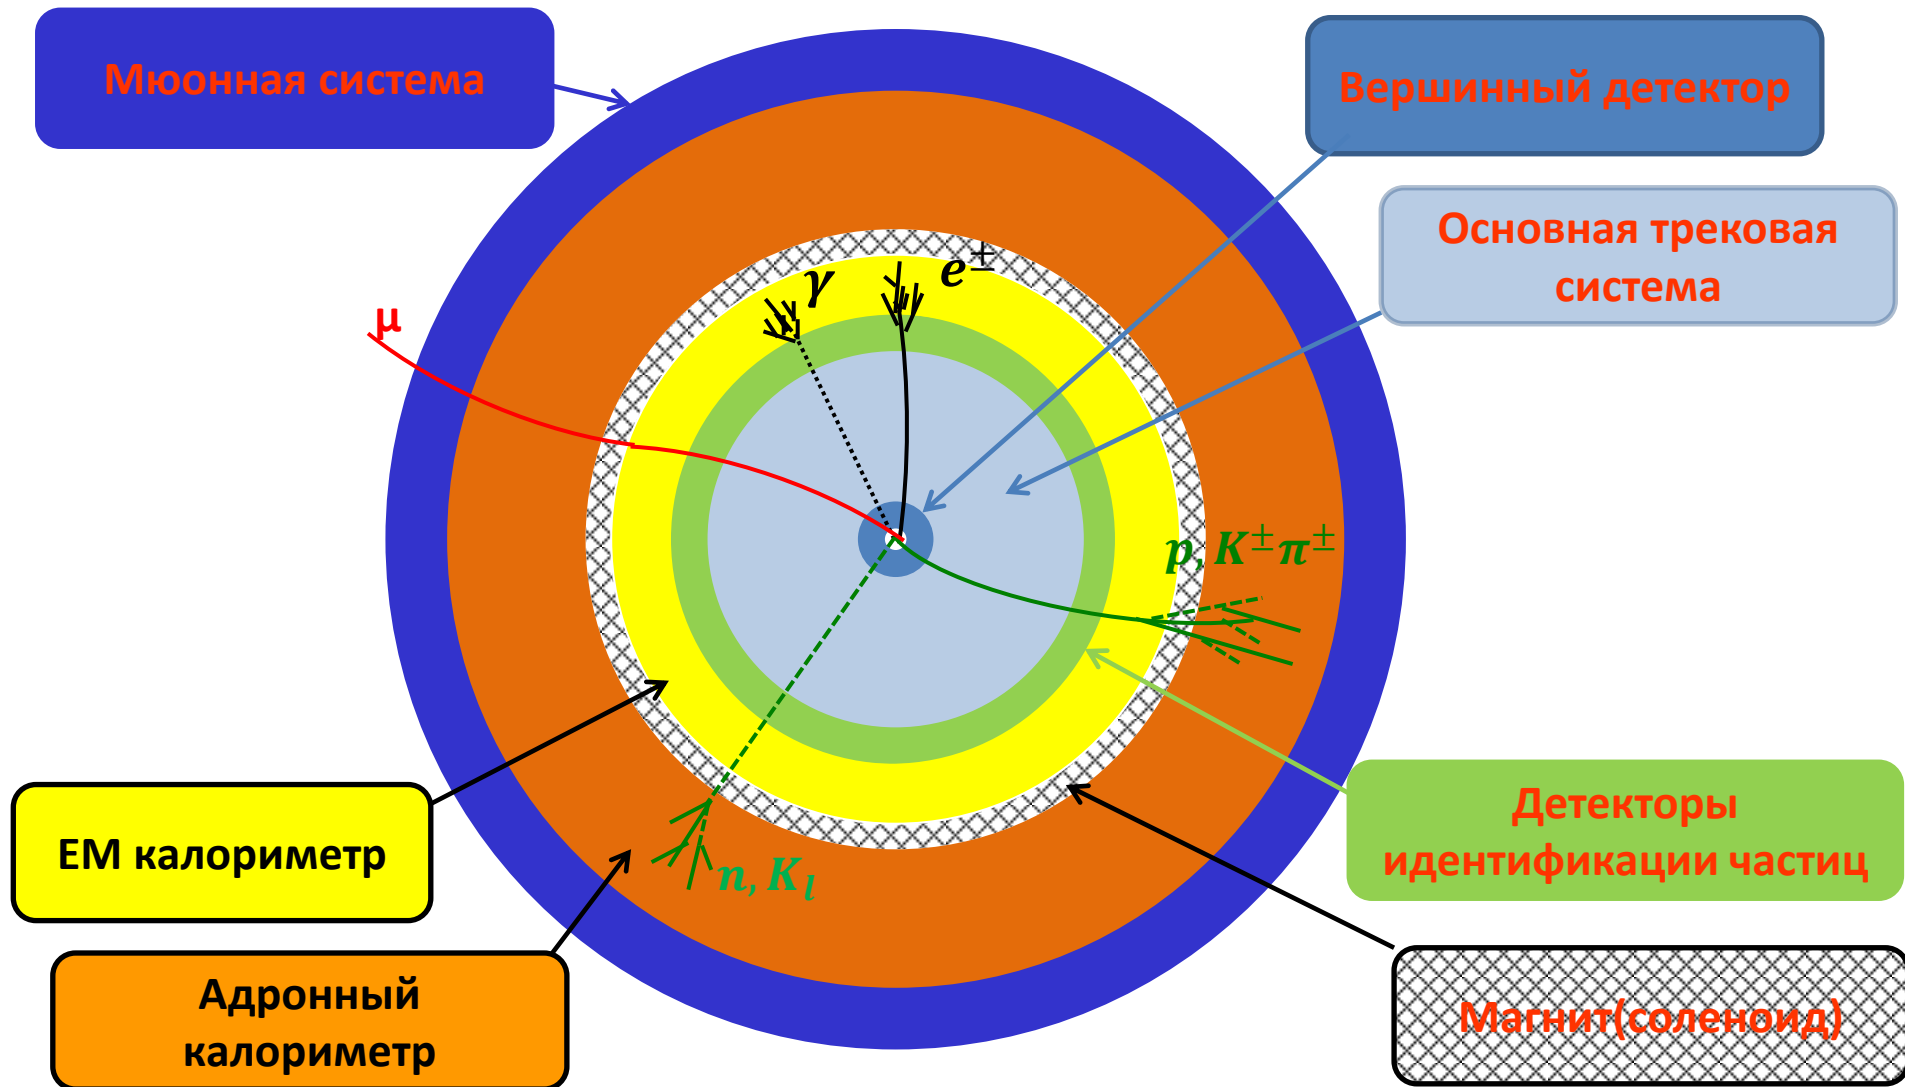 Мюонная система
Вершинный детектор
Основная трековая
система
γ
e±
μ
p, K±π±
n, Kl
ЕМ калориметр
Детекторы
идентификации частиц
Адронный
калориметр
Магнит(соленоид)